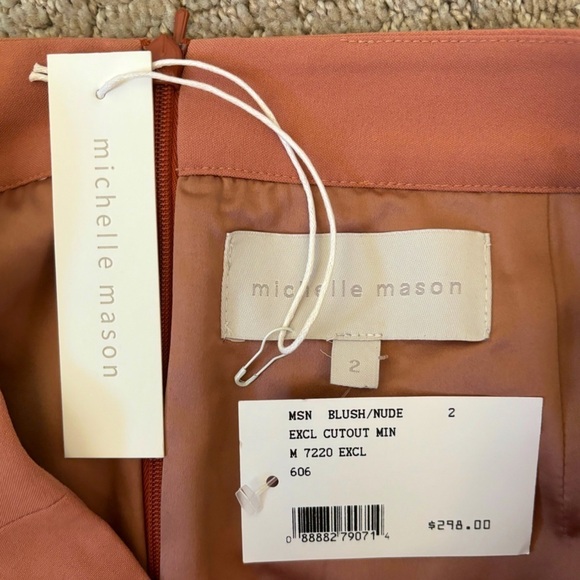 michelle mason
michelle mason
2
MSN BLUSH/NUDE 2
EXCL CUTOUT MIN
M 7220 EXCL
606
0 88882 79071 4
$298.00